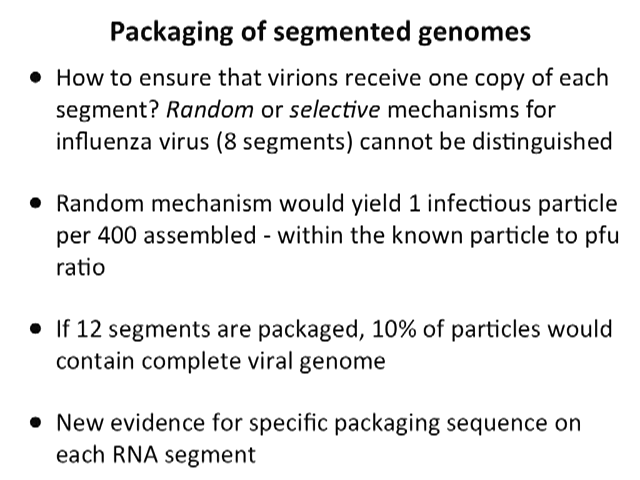 Packaging of segmented genomes
• How to ensure that virions receive one copy of each
segment? Random or selective mechanisms for
influenza virus (8 segments) cannot be distinguished
• Random mechanism would yield 1 infectious particle
per 400 assembled - within the known particle to pfu
ratio
• If 12 segments are packaged, 10% of particles would
contain complete viral genome
• New evidence for specific packaging sequence on
each RNA segment